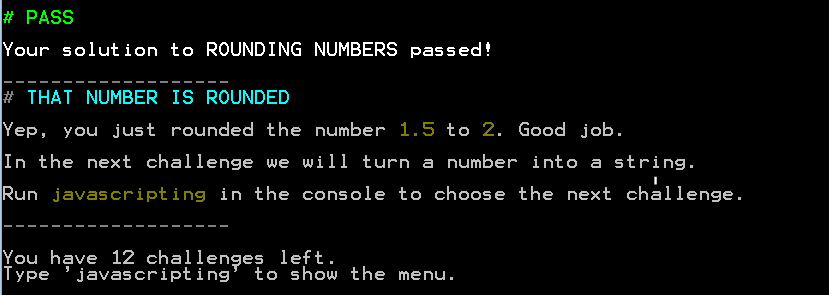 # PASS
Your solution to ROUNDING NUMBERS passed!
___________________
# THAT NUMBER IS ROUNDED
Yep, you just rounded the number 1.5 to 2. Good job.
In the next challenge we will turn a number into a string.
Run javascripting in the console to choose the next challenge.
-------------------
You have 12 challenges left.
Type 'javascripting' to show the menu.